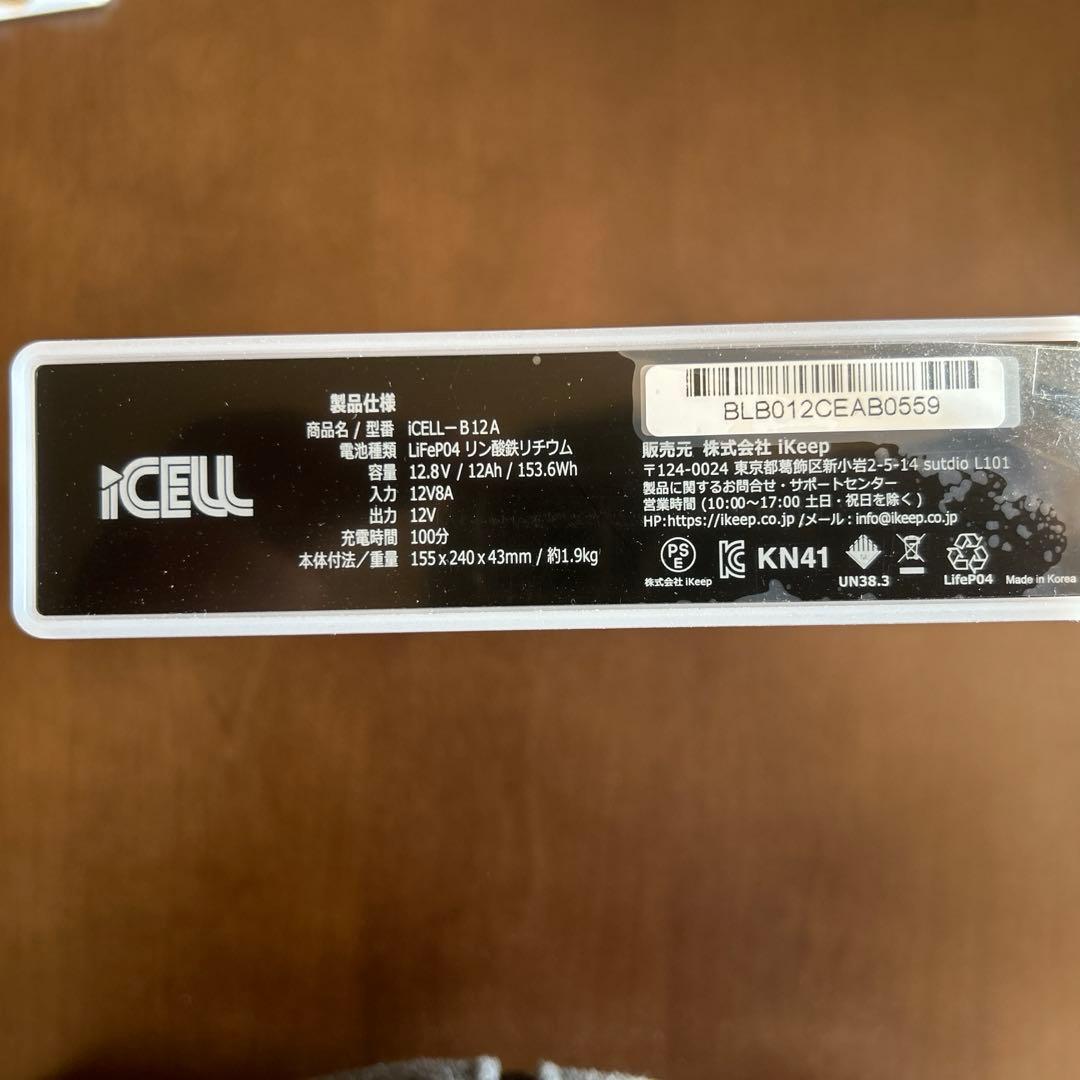 iCELL
製品仕様
商品名 / 型番 iCELL-B12A
電池種類 LiFeP04 リン酸鉄リチウム
容量 12.8V / 12Ah / 153.6Wh
入力 12V8A
出力 12V
充電時間 100分
本体付法／重量 155x240x43mm / 約1.9kg
BLB012CEAB0559
販売元 株式会社 iKeep
〒124-0024 東京都葛飾区新小岩2-5-14 sutdio L101
製品に関するお問合せ・サポートセンター
営業時間 (10:00～17:00 土日・祝日を除く)
HP:https://ikeep.co.jp /メール : info@ikeep.co.jp
PS E
株式会社 iKeep
KN41
UN38.3
LifeP04
Made in Korea